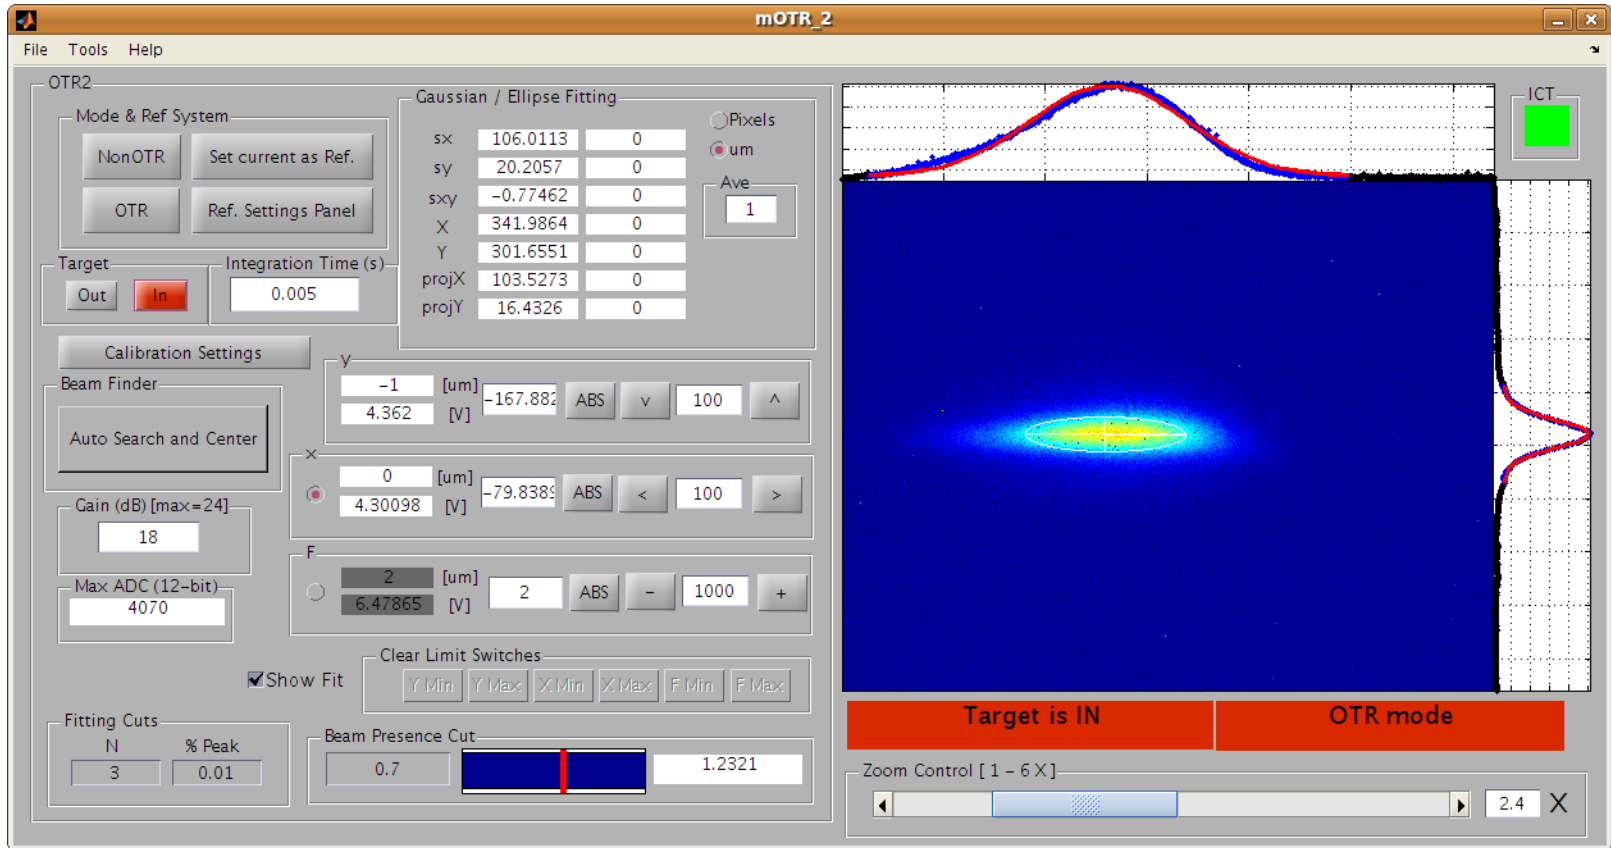 mOTR_2
File Tools Help
OTR2
Mode & Ref System
NonOTR Set current as Ref.
OTR Ref. Settings Panel
Target
Out In
Integration Time (s)
0.005
Gaussian / Ellipse Fitting
sx 106.0113 0
sy 20.2057 0
sxy -0.77462 0
X 341.9864 0
Y 301.6551 0
projX 103.5273 0
projY 16.4326 0
Pixels
um
Ave
1
ICT
Calibration Settings
Beam Finder
Auto Search and Center
y
-1 [um] -167.882 ABS v 100 ^
4.362 [V]
x
0 [um] -79.8389 ABS < 100 >
4.30098 [V]
Gain (dB) [max=24]
18
F
2 [um] 2 ABS - 1000 +
6.47865 [V]
Max ADC (12-bit)
4070
Show Fit
Clear Limit Switches
Y Min Y Max X Min X Max F Min F Max
Fitting Cuts
N % Peak
3 0.01
Beam Presence Cut
0.7 1.2321
Target is IN OTR mode
Zoom Control [ 1 - 6 X ]
2.4 X